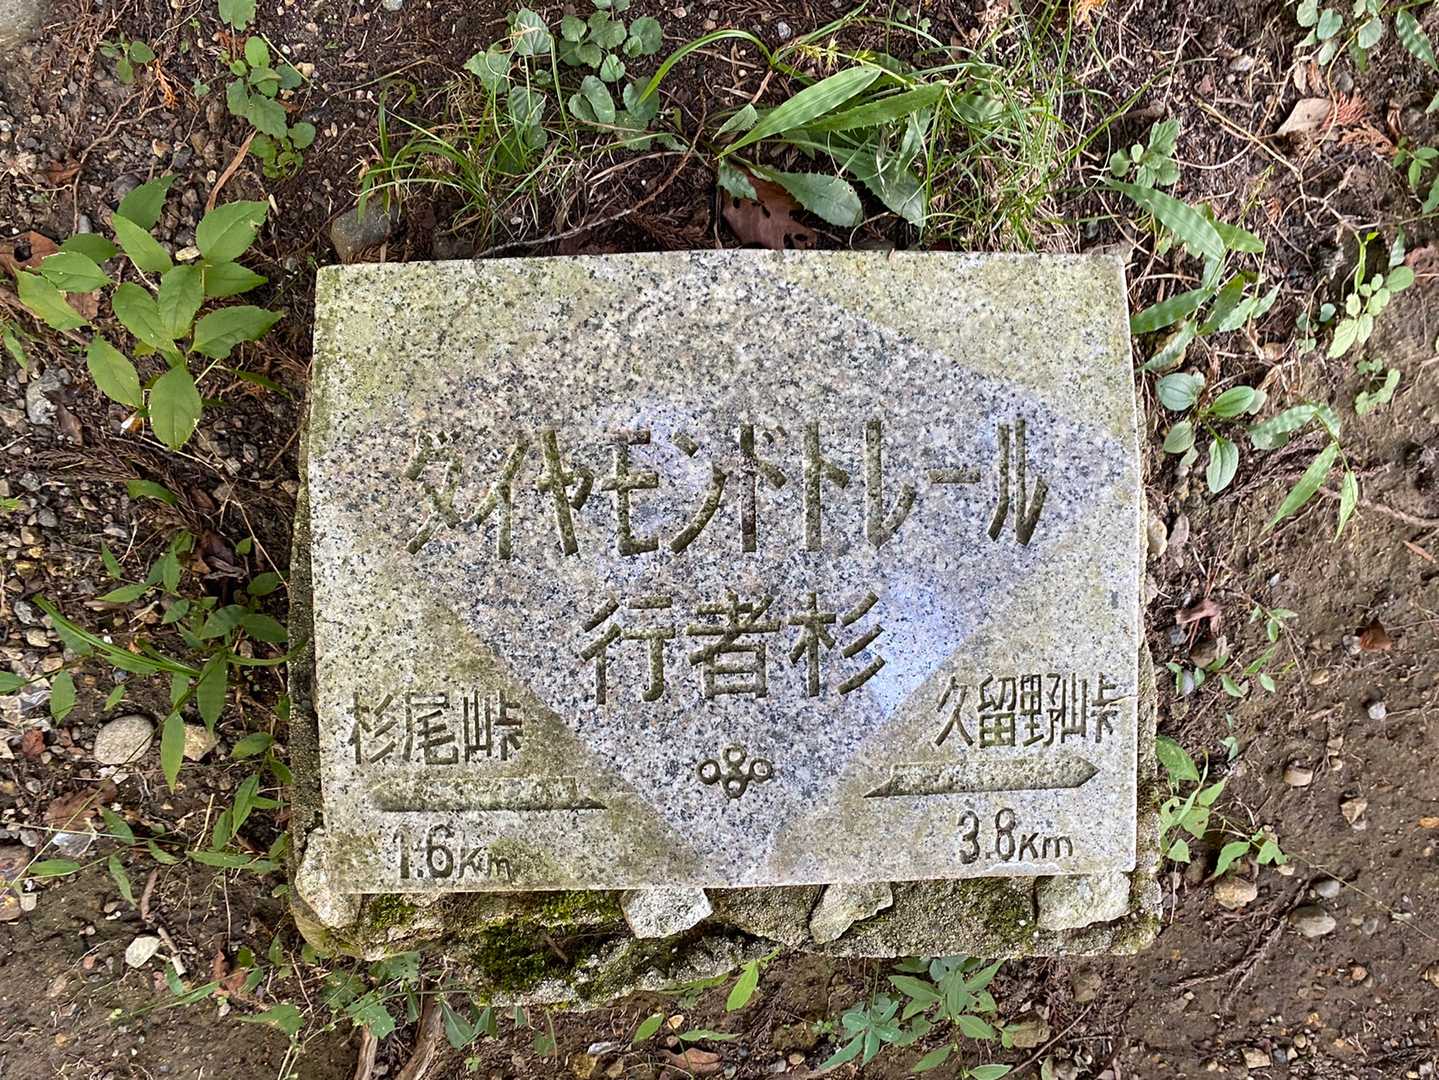 ダイヤモンドトレール
行者杉
杉尾峠
1.6Km
久留野峠
3.8Km